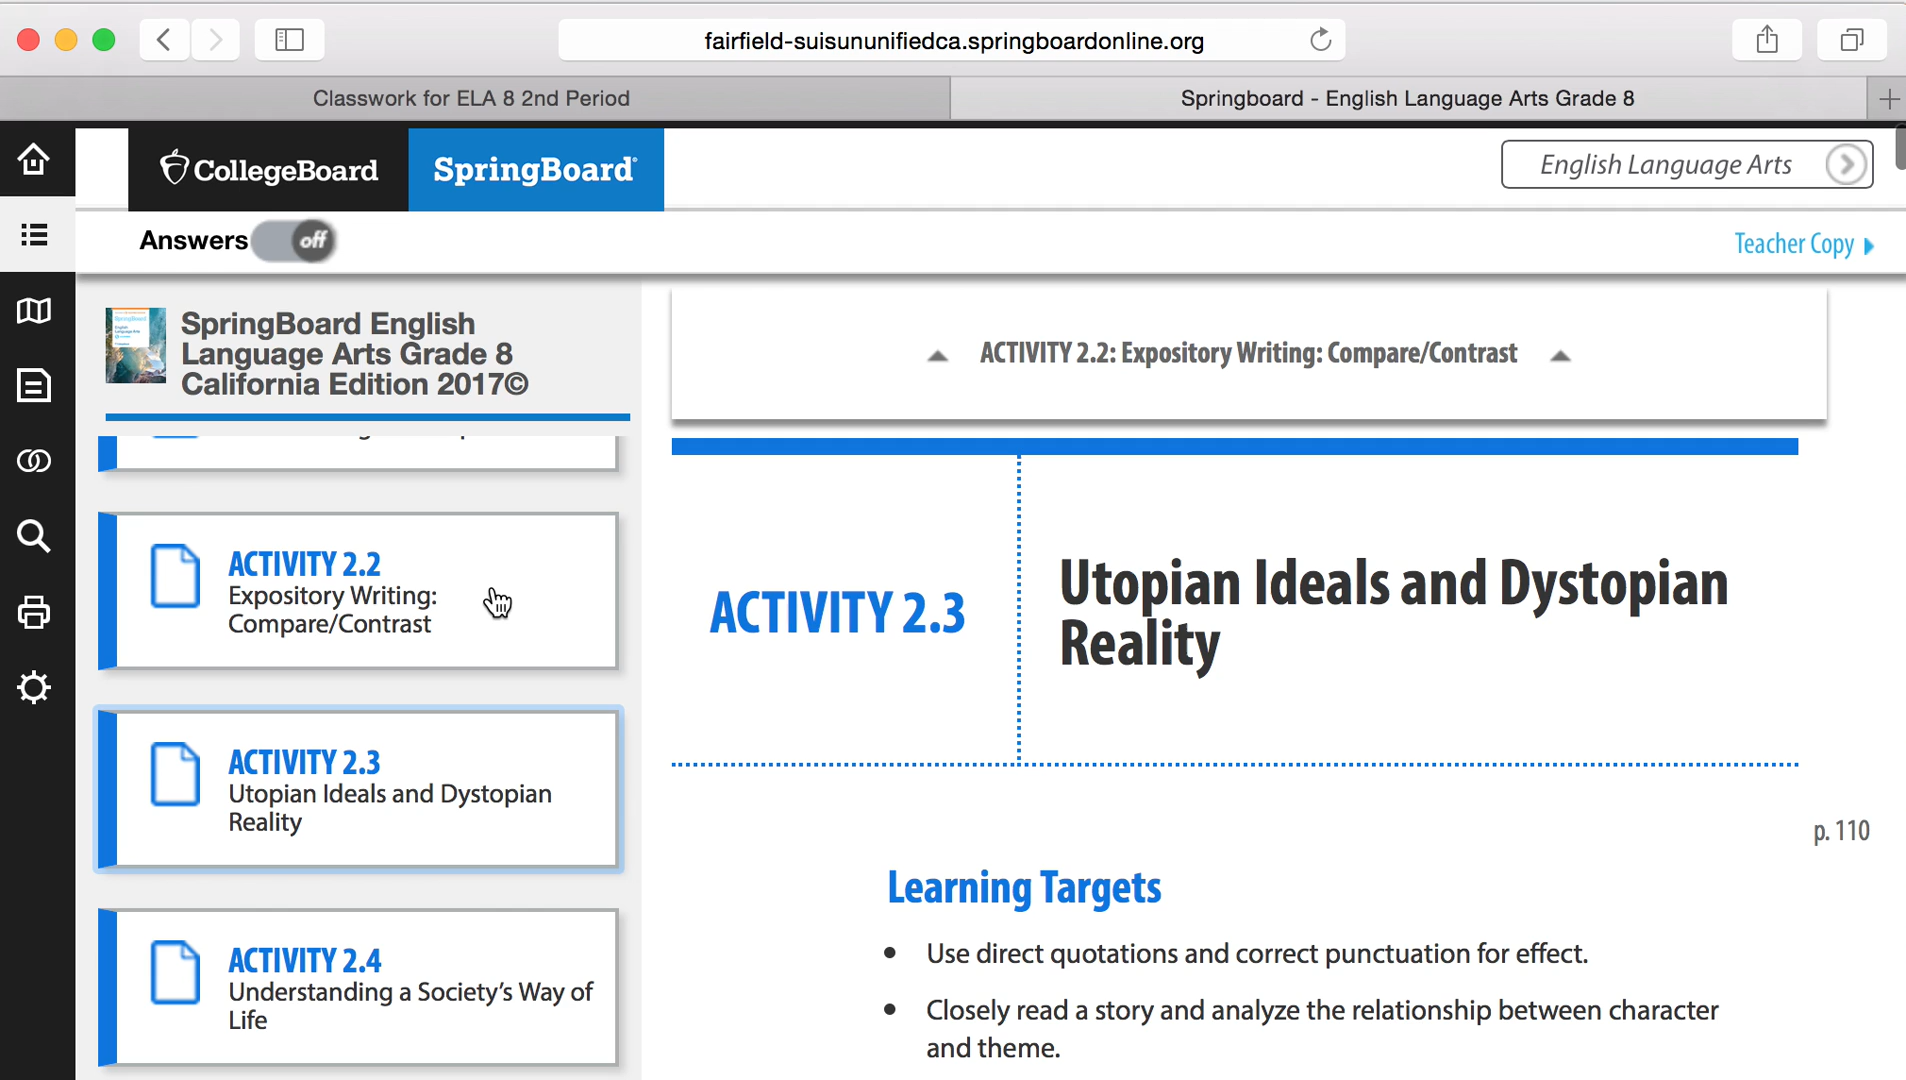 fairfield-suisununifiedca.springboardonline.org
Classwork for ELA 8 2nd Period
Springboard - English Language Arts Grade 8
CollegeBoard
SpringBoard®
English Language Arts
Answers off
Teacher Copy
SpringBoard English
Language Arts Grade 8
California Edition 2017©
ACTIVITY 2.2
Expository Writing:
Compare/Contrast
ACTIVITY 2.3
Utopian Ideals and Dystopian
Reality
ACTIVITY 2.4
Understanding a Society's Way of
Life
ACTIVITY 2.2: Expository Writing: Compare/Contrast
ACTIVITY 2.3
Utopian Ideals and Dystopian
Reality
p. 110
Learning Targets
• Use direct quotations and correct punctuation for effect.
• Closely read a story and analyze the relationship between character
and theme.